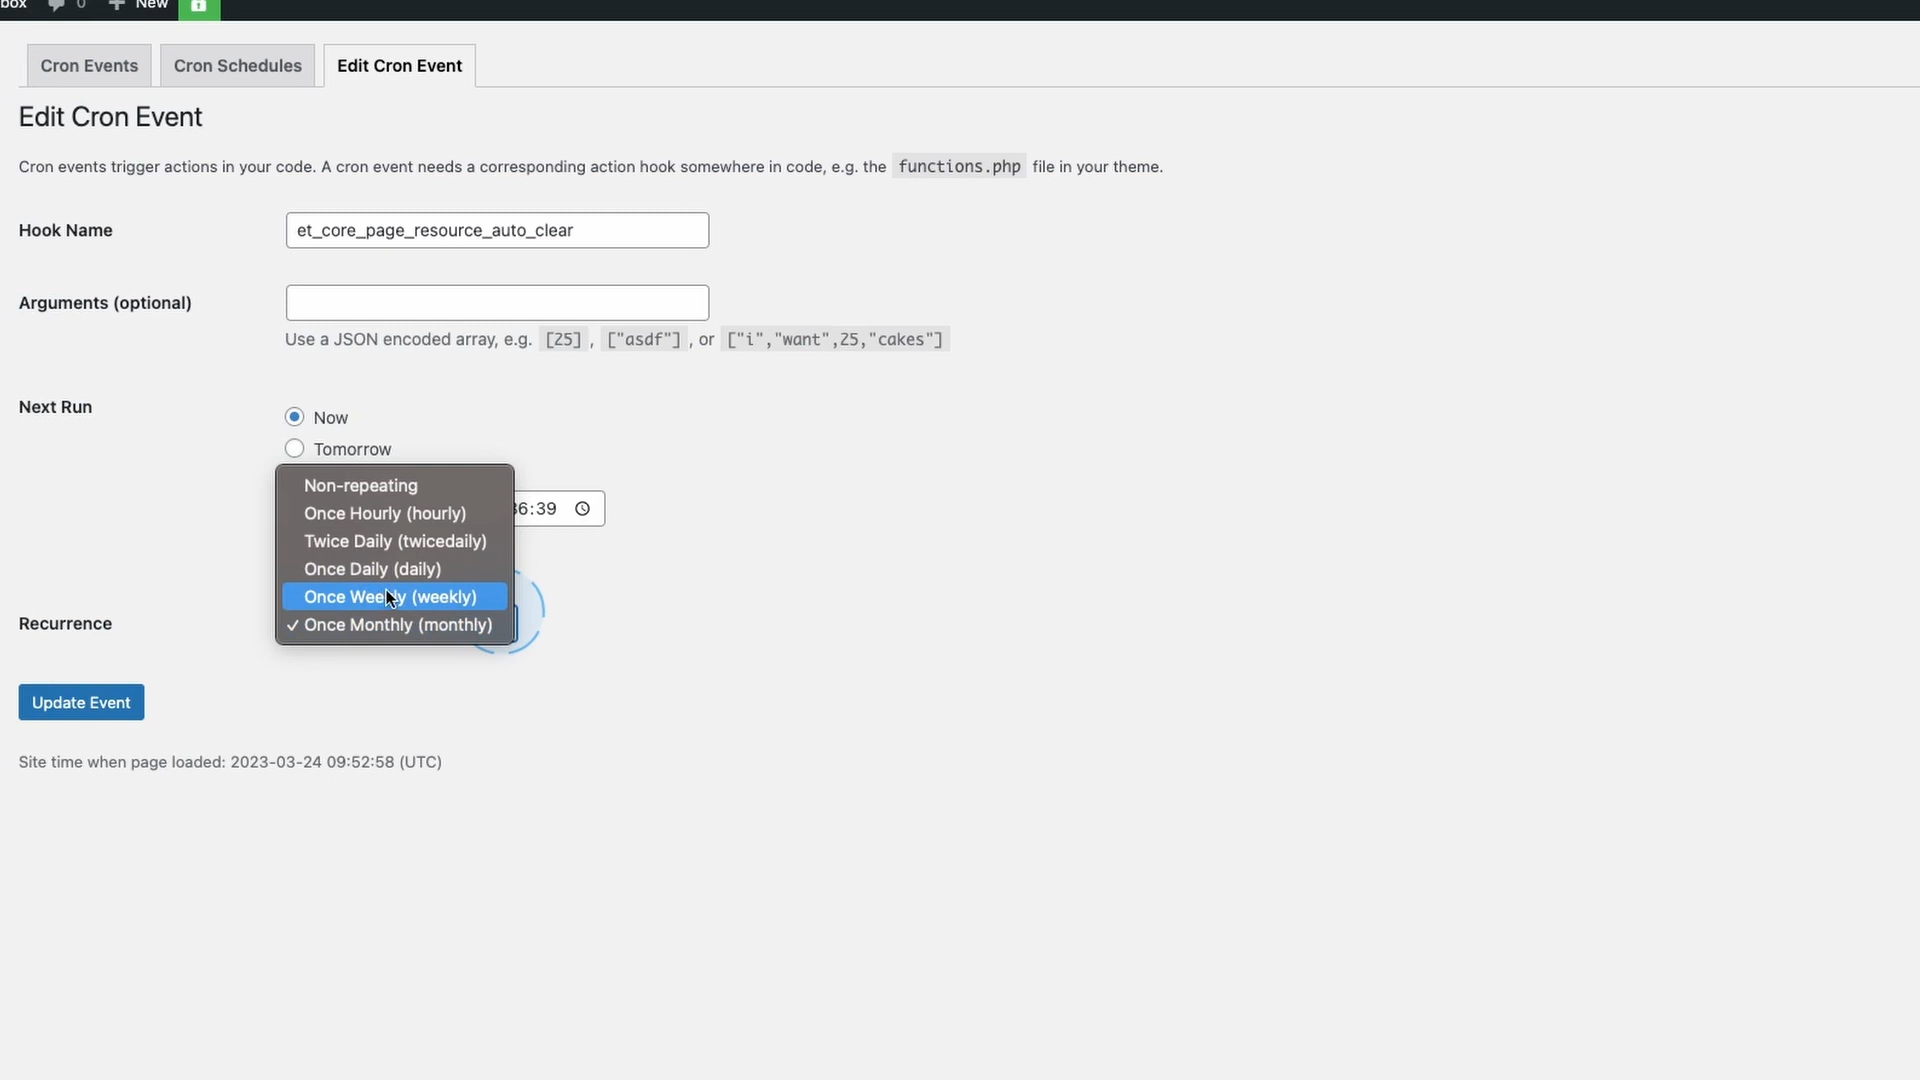 box 0 New
Cron Events Cron Schedules Edit Cron Event
Edit Cron Event
Cron events trigger actions in your code. A cron event needs a corresponding action hook somewhere in code, e.g. the functions.php file in your theme.
Hook Name et_core_page_resource_auto_clear
Arguments (optional)
Use a JSON encoded array, e.g. [25] , ["asdf"] , or ["i","want",25,"cakes"]
Next Run Now
Tomorrow
Non-repeating
36:39
Once Hourly (hourly)
Twice Daily (twicedaily)
Once Daily (daily)
Once Weekly (weekly)
Recurrence ✓ Once Monthly (monthly)
Update Event
Site time when page loaded: 2023-03-24 09:52:58 (UTC)